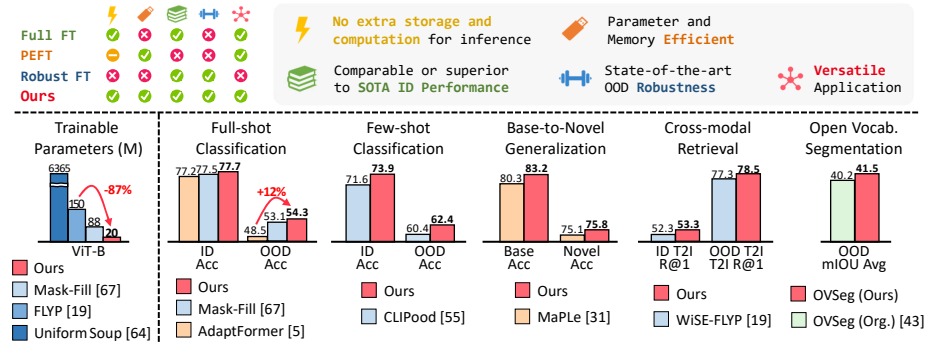 Full FT
PEFT
Robust FT
Ours
No extra storage and
computation for inference
Parameter and
Memory Efficient
Comparable or superior
to SOTA ID Performance
State-of-the-art
OOD Robustness
Versatile
Application
Trainable
Parameters (M)
6365
150
88
20
-87%
ViT-B
Ours
Mask-Fill [67]
FLYP [19]
Uniform Soup [64]
Full-shot
Classification
77.2
77.5
77.7
+12%
48.5
53.1
54.3
ID
Acc
OOD
Acc
Ours
Mask-Fill [67]
AdaptFormer [5]
Few-shot
Classification
71.6
73.9
60.4
62.4
ID
Acc
OOD
Acc
Ours
CLIPood [55]
Base-to-Novel
Generalization
80.3
83.2
75.1
75.8
Base
Acc
Novel
Acc
Ours
MaPLe [31]
Cross-modal
Retrieval
52.3
53.3
77.3
78.5
ID T2I
R@1
OOD T2I
T2I R@1
Ours
WiSE-FLYP [19]
Open Vocab.
Segmentation
40.2
41.5
OOD
mIOU Avg
OVSeg (Ours)
OVSeg (Org.) [43]